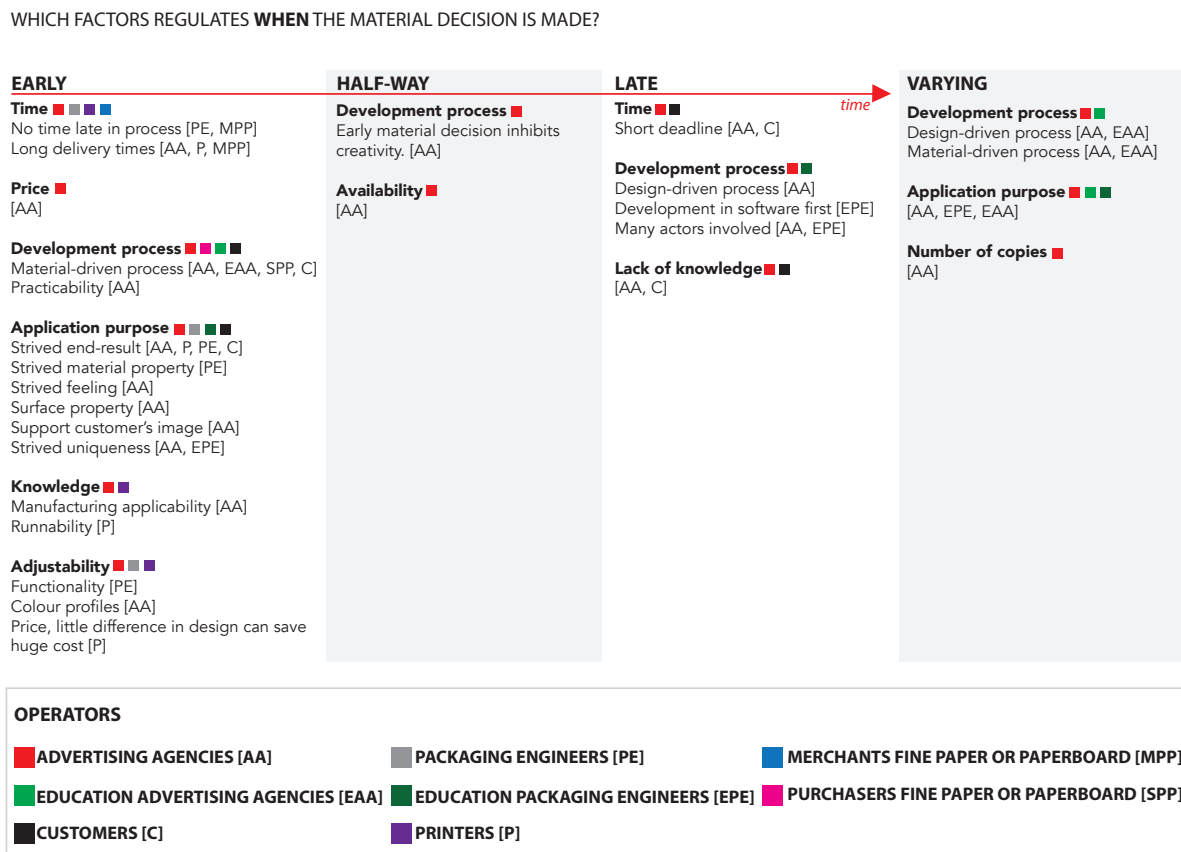 WHICH FACTORS REGULATES WHEN THE MATERIAL DECISION IS MADE?
EARLY
Time
No time late in process [PE, MPP]
Long delivery times [AA, P, MPP]
Price
[AA]
Development process
Material-driven process [AA, EAA, SPP, C]
Practicability [AA]
Application purpose
Strived end-result [AA, P, PE, C]
Strived material property [PE]
Strived feeling [AA]
Surface property [AA]
Support customer's image [AA]
Strived uniqueness [AA, EPE]
Knowledge
Manufacturing applicability [AA]
Runnability [P]
Adjustability
Functionality [PE]
Colour profiles [AA]
Price, little difference in design can save
huge cost [P]
HALF-WAY
Development process
Early material decision inhibits
creativity. [AA]
Availability
[AA]
LATE
time
Time
Short deadline [AA, C]
Development process
Design-driven process [AA]
Development in software first [EPE]
Many actors involved [AA, EPE]
Lack of knowledge
[AA, C]
VARYING
Development process
Design-driven process [AA, EAA]
Material-driven process [AA, EAA]
Application purpose
[AA, EPE, EAA]
Number of copies
[AA]
OPERATORS
ADVERTISING AGENCIES [AA]
PACKAGING ENGINEERS [PE]
MERCHANTS FINE PAPER OR PAPERBOARD [MPP]
EDUCATION ADVERTISING AGENCIES [EAA]
EDUCATION PACKAGING ENGINEERS [EPE]
PURCHASERS FINE PAPER OR PAPERBOARD [SPP]
CUSTOMERS [C]
PRINTERS [P]